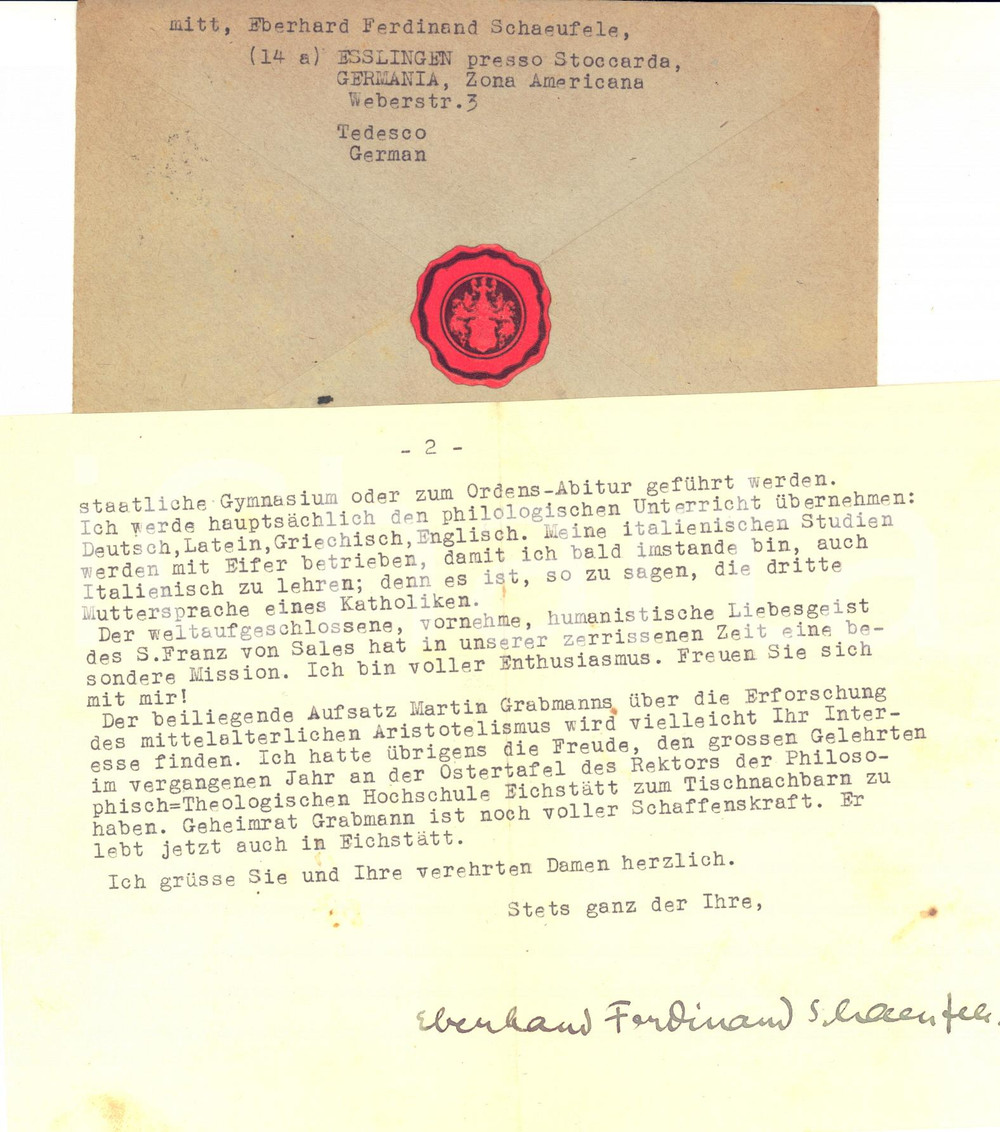 mitt, Eberhard Ferdinand Schaeufele,
(14 a) ESSLINGEN presso Stoccarda,
GERMANIA, Zona Americana
Weberstr.3
Tedesco
German
- 2 -
staatliche Gymnasium oder zum Ordens-Abitur geführt werden.
Ich werde hauptsächlich den philologischen Unterricht übernehmen:
Deutsch,Latein,Griechisch,Englisch. Meine italienischen Studien
werden mit Eifer betrieben, damit ich bald imstande bin, auch
Italienisch zu lehren; denn es ist, so zu sagen, die dritte
Muttersprache eines Katholiken.
Der weltaufgeschlossene, vornehme, humanistische Liebesgeist
des S.Franz von Sales hat in unserer zerrissenen Zeit eine be-
sondere Mission. Ich bin voller Enthusiasmus. Freuen Sie sich
mit mir!
Der beiliegende Aufsatz Martin Grabmanns über die Erforschung
des mittelalterlichen Aristotelismus wird vielleicht Ihr Inter-
esse finden. Ich hatte übrigens die Freude, den grossen Gelehrten
im vergangenen Jahr an der Ostertafel des Rektors der Philoso-
phisch=Theologischen Hochschule Eichstätt zum Tischnachbarn zu
haben. Geheimrat Grabmann ist noch voller Schaffenskraft. Er
lebt jetzt auch in Eichstätt.
Ich grüsse Sie und Ihre verehrten Damen herzlich.
Stets ganz der Ihre,
Eberhard Ferdinand Schaeufele.